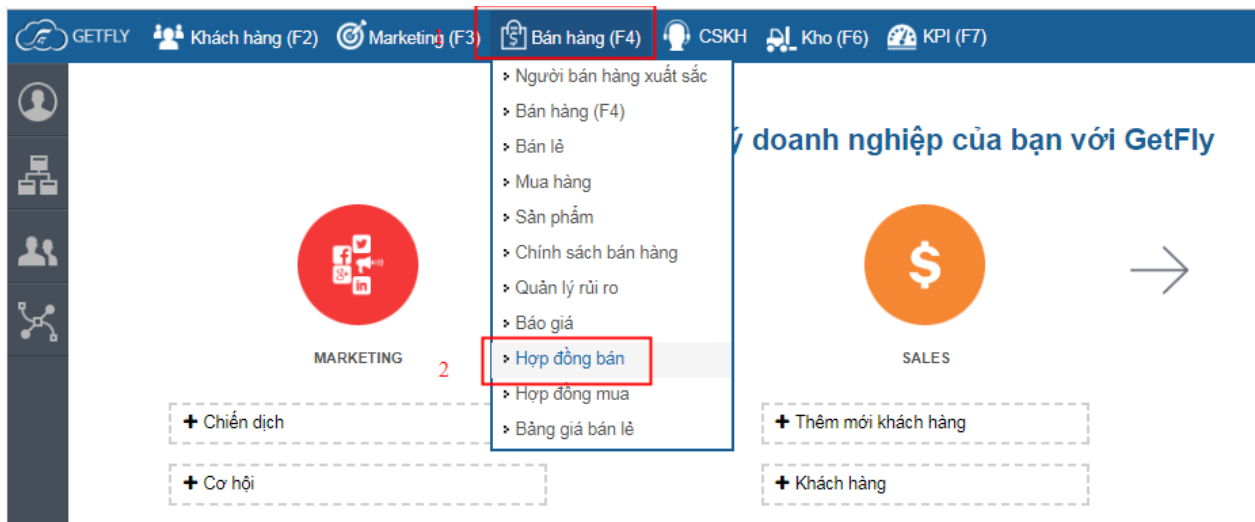 GETFLY Khách hàng (F2) Marketing (F3) 1 Bán hàng (F4) CSKH Kho (F6) KPI (F7)
Người bán hàng xuất sắc
Bán hàng (F4)
ý doanh nghiệp của bạn với GetFly
Bán lẻ
Mua hàng
Sản phẩm
Chính sách bán hàng
Quản lý rủi ro
Báo giá
Hợp đồng bán
Hợp đồng mua
Bảng giá bán lẻ
MARKETING
2
SALES
+ Chiến dịch
+ Thêm mới khách hàng
+ Cơ hội
+ Khách hàng